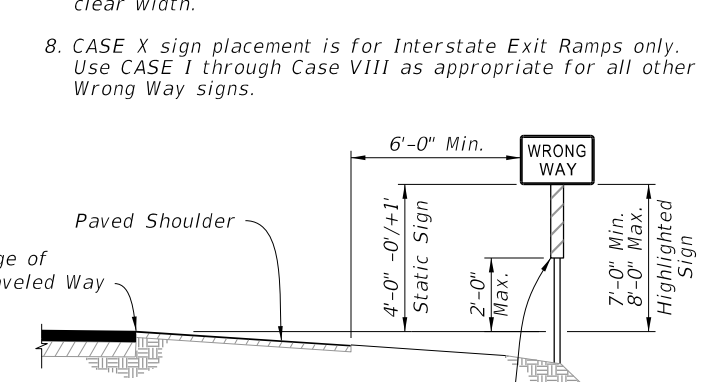 clear width.
8. CASE X sign placement is for Interstate Exit Ramps only.
Use CASE I through Case VIII as appropriate for all other
Wrong Way signs.
6'-0" Min.
WRONG
WAY
Paved Shoulder
4'-0" -0'/+1'
Static Sign
2'-0"
Max.
7'-0" Min.
8'-0" Max.
Highlighted
Sign
of
Way